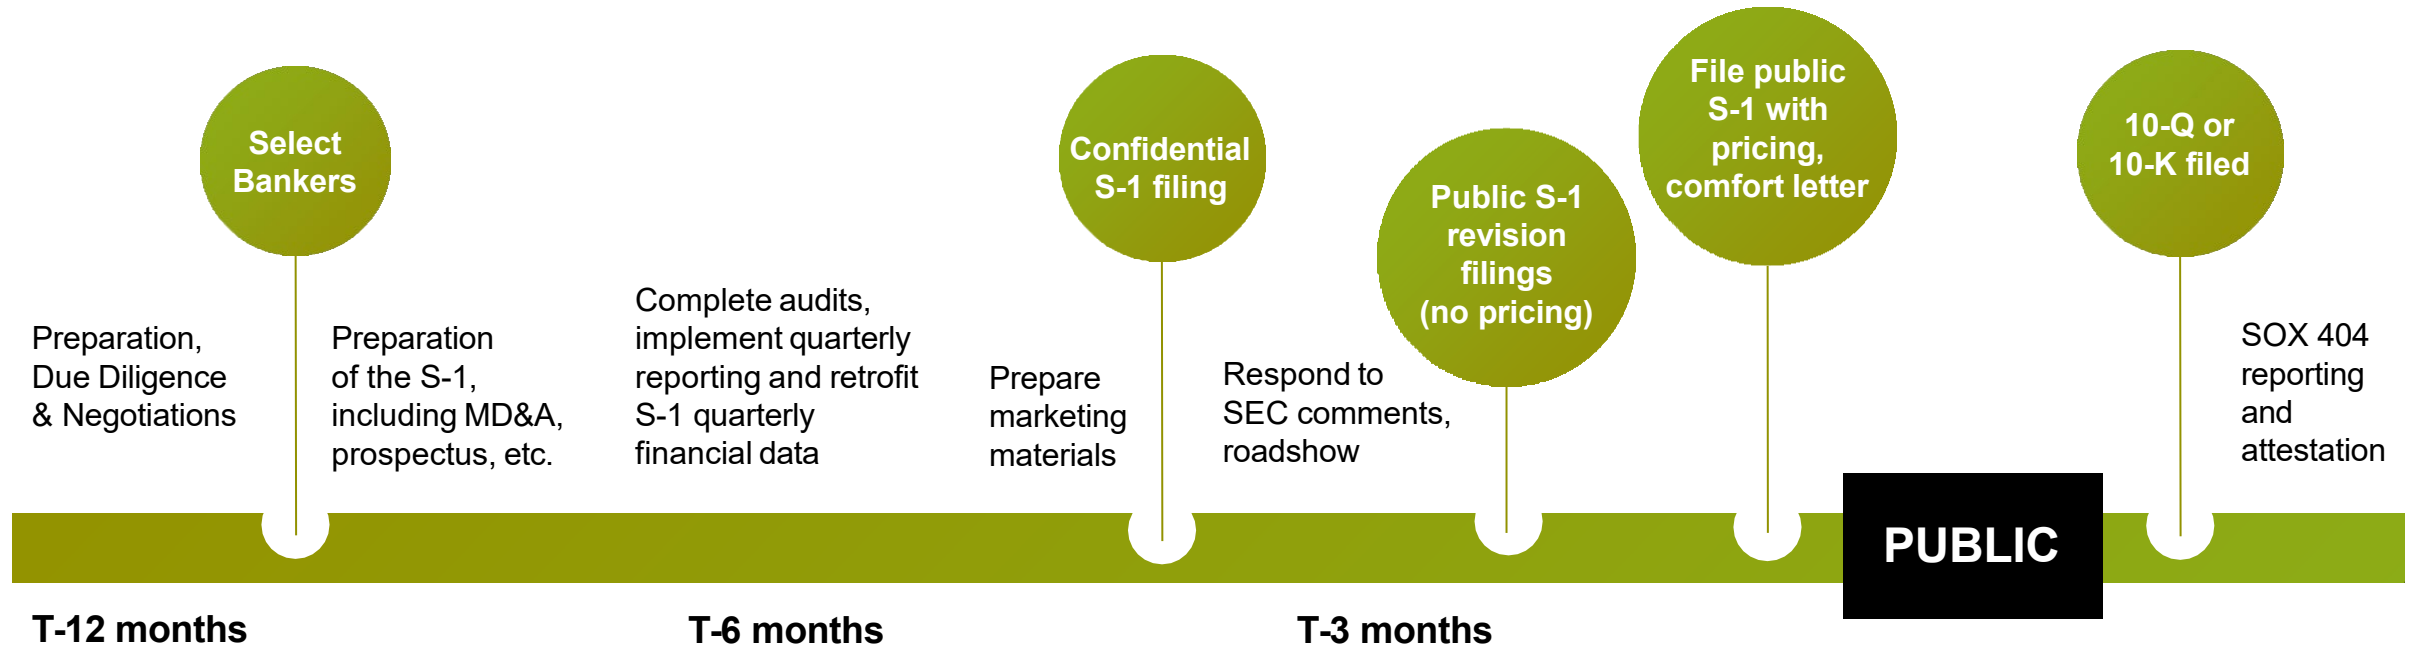 Select
Bankers
Confidential
S-1 filing
Public S-1
revision
filings
(no pricing)
File public
S-1 with
pricing,
comfort letter
10-Q or
10-K filed
Preparation,
Due Diligence
& Negotiations
Preparation
of the S-1,
including MD&A,
prospectus, etc.
Complete audits,
implement quarterly
reporting and retrofit
S-1 quarterly
financial data
Prepare
marketing
materials
Respond to
SEC comments,
roadshow
SOX 404
reporting
and
attestation
PUBLIC
T-12 months
T-6 months
T-3 months